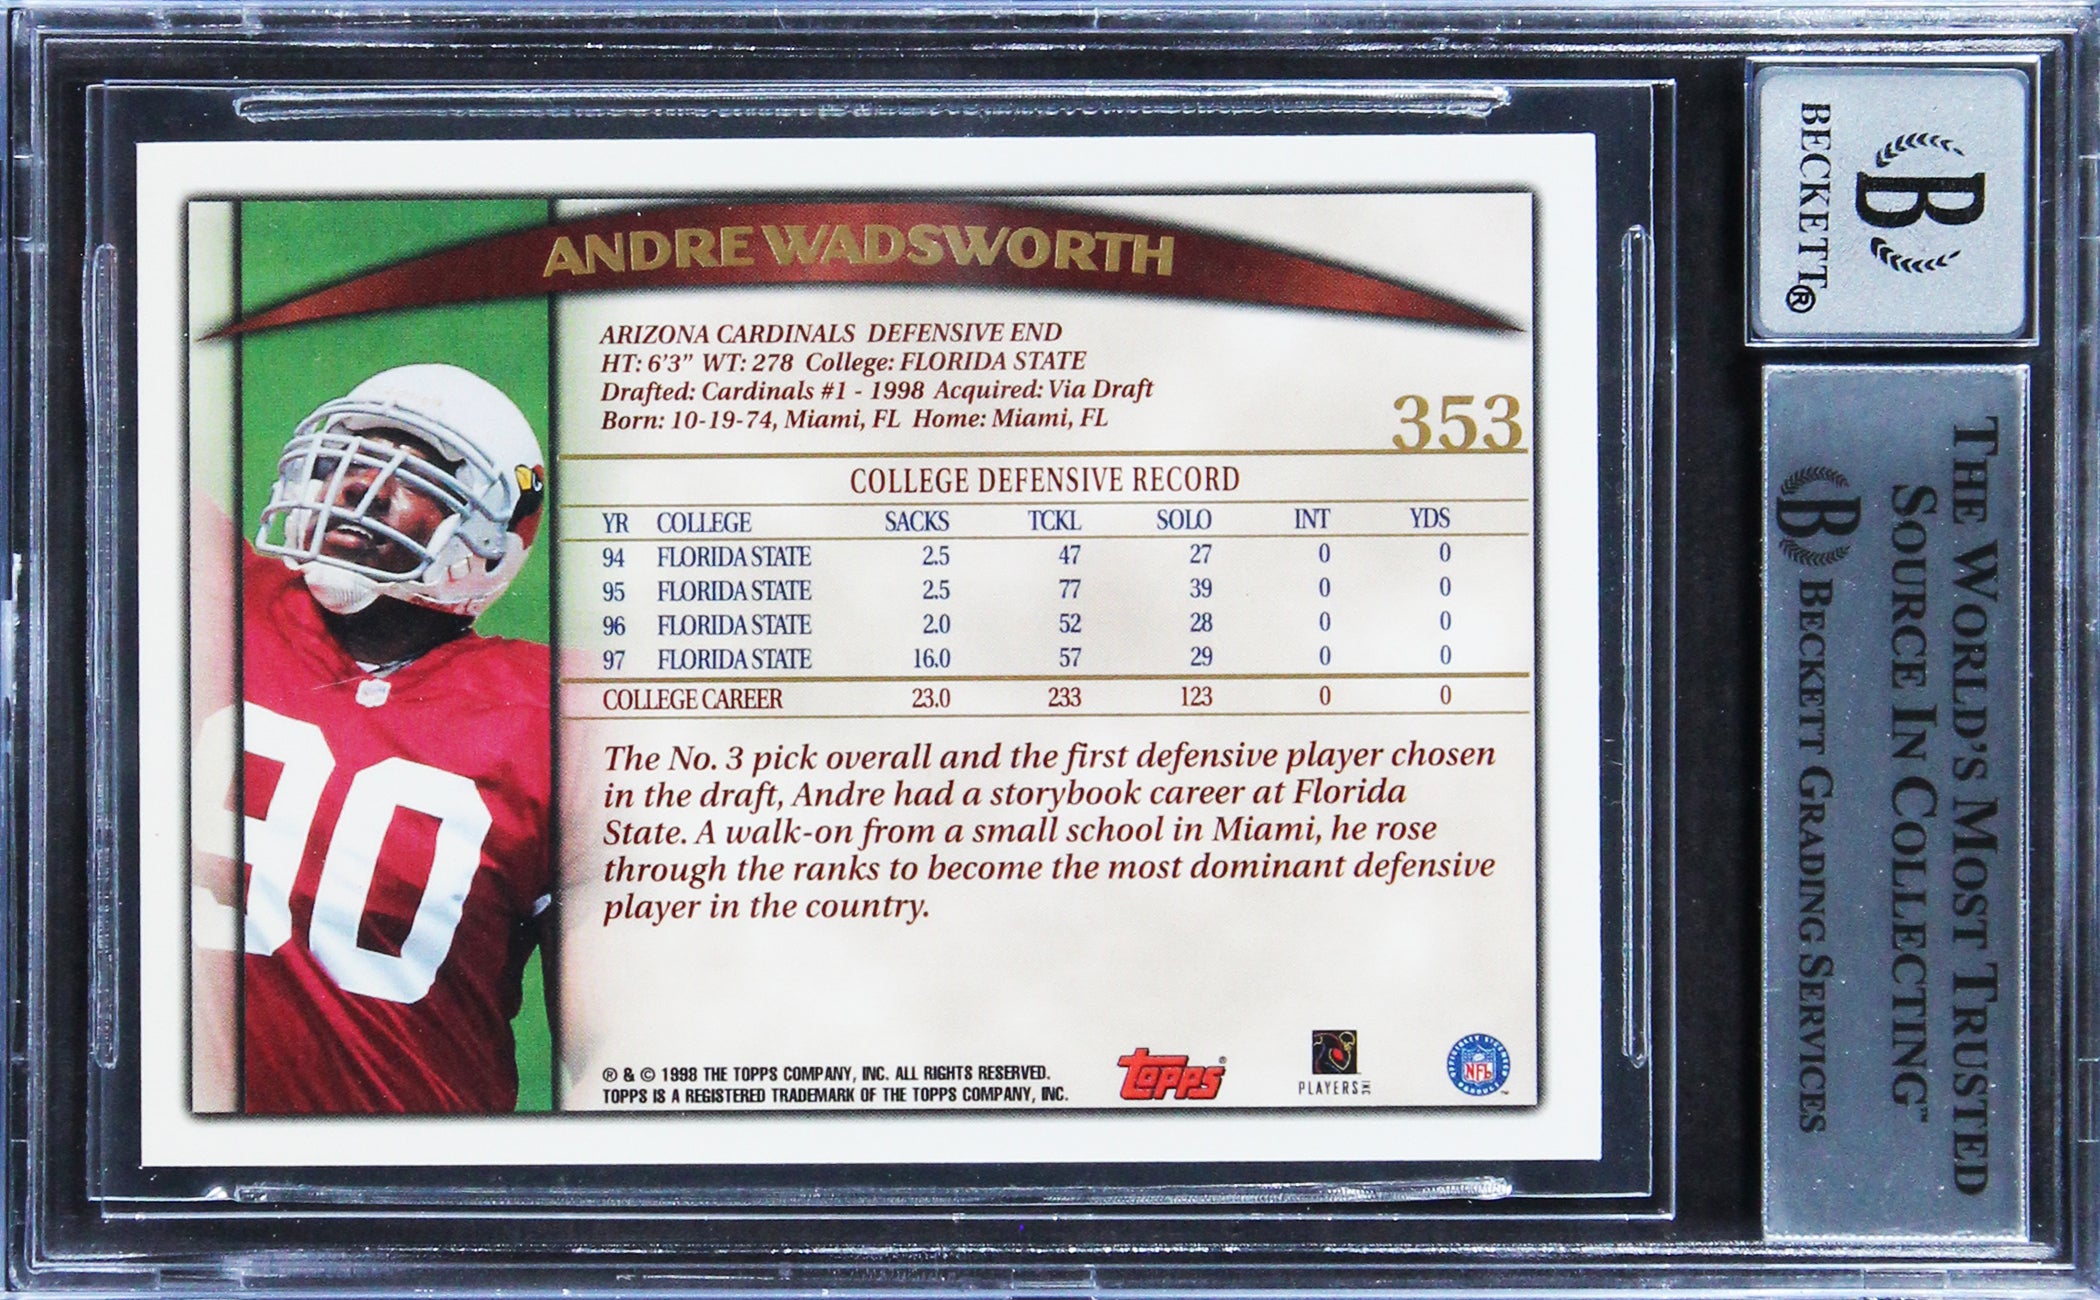 ANDRE WADSWORTH
ARIZONA CARDINALS DEFENSIVE END
HT: 6'3" WT: 278 College: FLORIDA STATE
Drafted: Cardinals #1 - 1998 Acquired: Via Draft
Born: 10-19-74, Miami, FL Home: Miami, FL
353
COLLEGE DEFENSIVE RECORD
YR COLLEGE SACKS TCKL SOLO INT YDS
94 FLORIDA STATE 2.5 47 27 0 0
95 FLORIDA STATE 2.5 77 39 0 0
96 FLORIDA STATE 2.0 52 28 0 0
97 FLORIDA STATE 16.0 57 29 0 0
COLLEGE CAREER 23.0 233 123 0 0
The No. 3 pick overall and the first defensive player chosen
in the draft, Andre had a storybook career at Florida
State. A walk-on from a small school in Miami, he rose
through the ranks to become the most dominant defensive
player in the country.
® & © 1998 THE TOPPS COMPANY, INC. ALL RIGHTS RESERVED.
TOPPS IS A REGISTERED TRADEMARK OF THE TOPPS COMPANY, INC.
topps®
PLAYERS INC
NFL
90
B
BECKETT®
THE WORLD'S MOST TRUSTED
SOURCE IN COLLECTING™
B BECKETT GRADING SERVICES